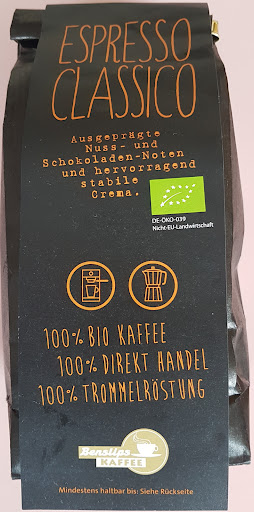 ESPRESSO
CLASSICO
Ausgeprägte
Nuss- und
Schokoladen-Noten
und hervorragend
stabile
Crema.
DE-ÖKO-039
Nicht-EU-Landwirtschaft
100% BIO KAFFEE
100% DIREKT HANDEL
100% TROMMELRÖSTUNG
Bensligs
KAFFEE
Mindestens haltbar bis: Siehe Rückseite